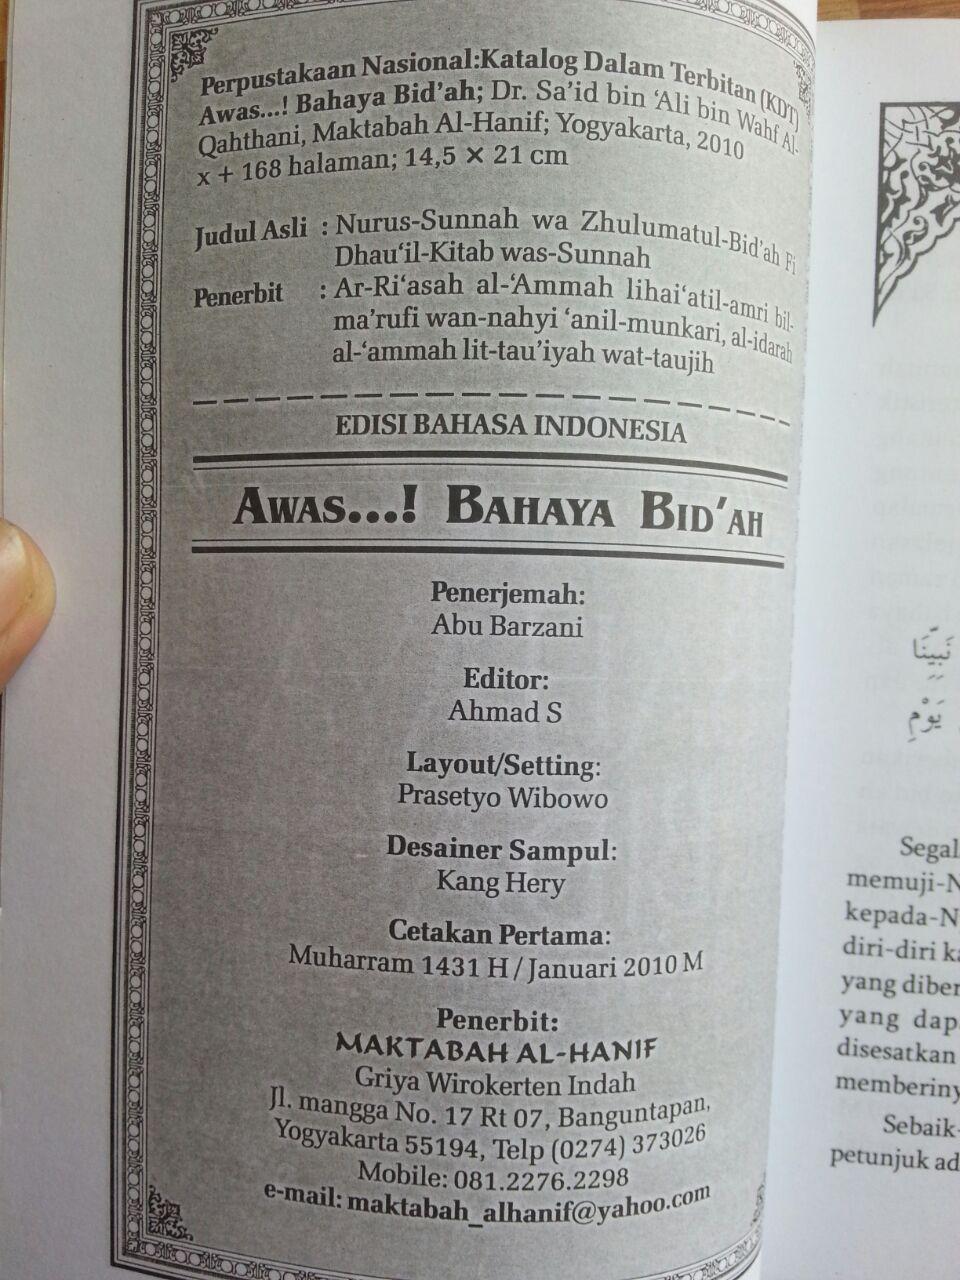 Perpustakaan Nasional:Katalog Dalam Terbitan (KDT)
Awas...! Bahaya Bid'ah; Dr. Sa'id bin 'Ali bin Wahf Al-
Qahthani, Maktabah Al-Hanif; Yogyakarta, 2010
x + 168 halaman; 14,5 × 21 cm
Judul Asli : Nurus-Sunnah wa Zhulumatul-Bid'ah Fi
Dhau'il-Kitab was-Sunnah
Penerbit : Ar-Ri'asah al-'Ammah lihai'atil-amri bil-
ma'rufi wan-nahyi 'anil-munkari, al-idarah
al-'ammah lit-tau'iyah wat-taujih
EDISI BAHASA INDONESIA
AWAS...! BAHAYA BID'AH
Penerjemah:
Abu Barzani
Editor:
Ahmad S
Layout/Setting:
Prasetyo Wibowo
Desainer Sampul:
Kang Hery
Cetakan Pertama:
Muharram 1431 H / Januari 2010 M
Penerbit:
MAKTABAH AL-HANIF
Griya Wirokerten Indah
Jl. mangga No. 17 Rt 07, Banguntapan,
Yogyakarta 55194, Telp (0274) 373026
Mobile: 081.2276.2298
e-mail: maktabah_alhanif@yahoo.com
نَبِيِّنَا
يَوْمِ
Segal
memuji-N
kepada-N
diri-diri ka
yang diber
yang dap
disesatkan
memberiny
Sebaik-
petunjuk ad